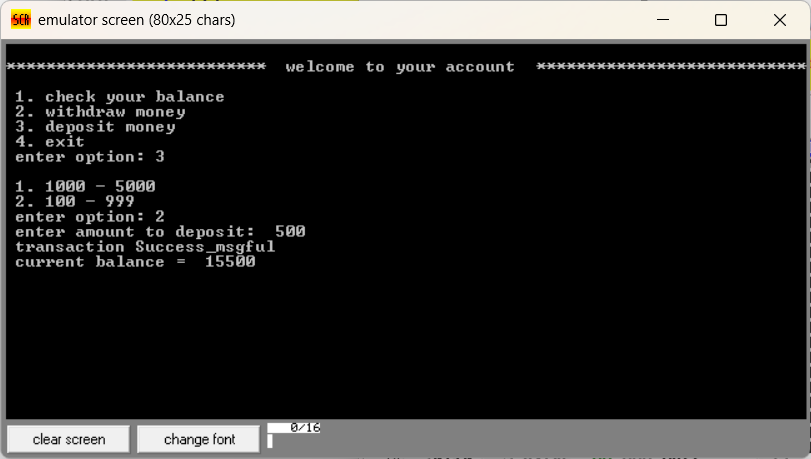 emulator screen (80x25 chars)
************************** welcome to your account ***************************
1. check your balance
2. withdraw money
3. deposit money
4. exit
enter option: 3
1. 1000 - 5000
2. 100 - 999
enter option: 2
enter amount to deposit: 500
transaction Success_msgful
current balance = 15500
clear screen
change font
0/16